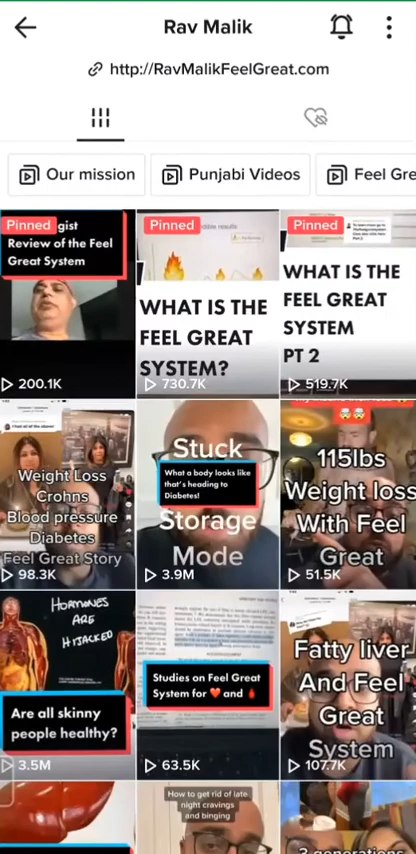 Rav Malik
http://RavMalikFeelGreat.com
Our mission
Punjabi Videos
Feel Gre
Pinned
gist
Review of the Feel
Great System
200.1K
Pinned
dible results
WHAT IS THE
FEEL GREAT
SYSTEM?
730.7K
Pinned
WHAT IS THE
FEEL GREAT
SYSTEM
PT 2
519.7K
Weight Loss
Crohns
Blood pressure
Diabetes
Feel Great Story
98.3K
Stuck
What a body looks like
that's heading to
Diabetes!
Storage
Mode
3.9M
115lbs
Weight loss
With Feel
Great
51.5K
HORMONES
ARE
HIJACKED
Are all skinny
people healthy?
3.5M
Studies on Feel Great
System for ❤️ and 🩸
63.5K
Fatty liver
And Feel
Great
System
107.7K
How to get rid of late
night cravings
and binging
3 generations